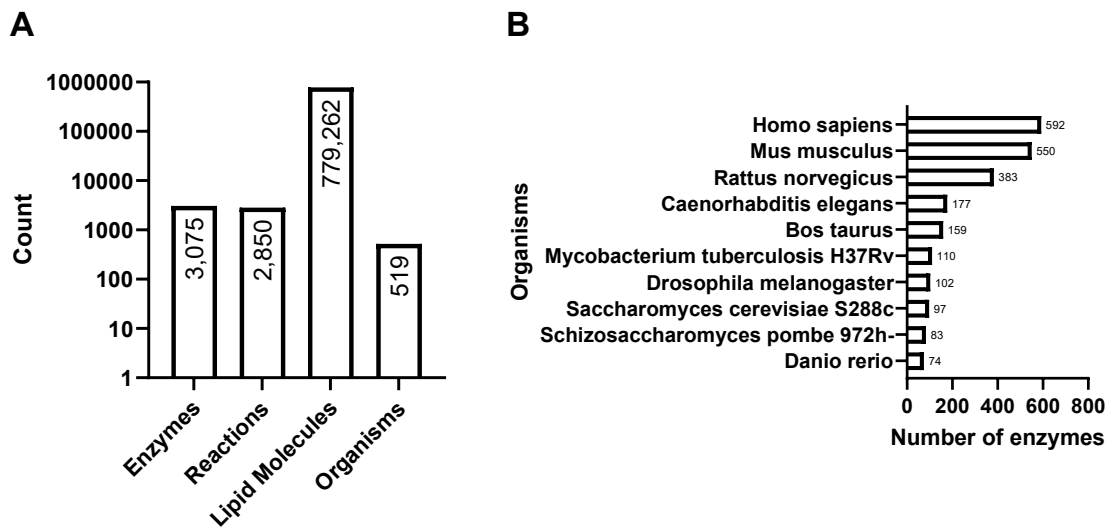 A
Count
1000000
100000
10000
1000
100
10
1
3,075
2,850
779,262
519
Enzymes
Reactions
Lipid Molecules
Organisms
B
Organisms
Homo sapiens 592
Mus musculus 550
Rattus norvegicus 383
Caenorhabditis elegans 177
Bos taurus 159
Mycobacterium tuberculosis H37Rv 110
Drosophila melanogaster 102
Saccharomyces cerevisiae S288c 97
Schizosaccharomyces pombe 972h- 83
Danio rerio 74
0 200 400 600 800
Number of enzymes